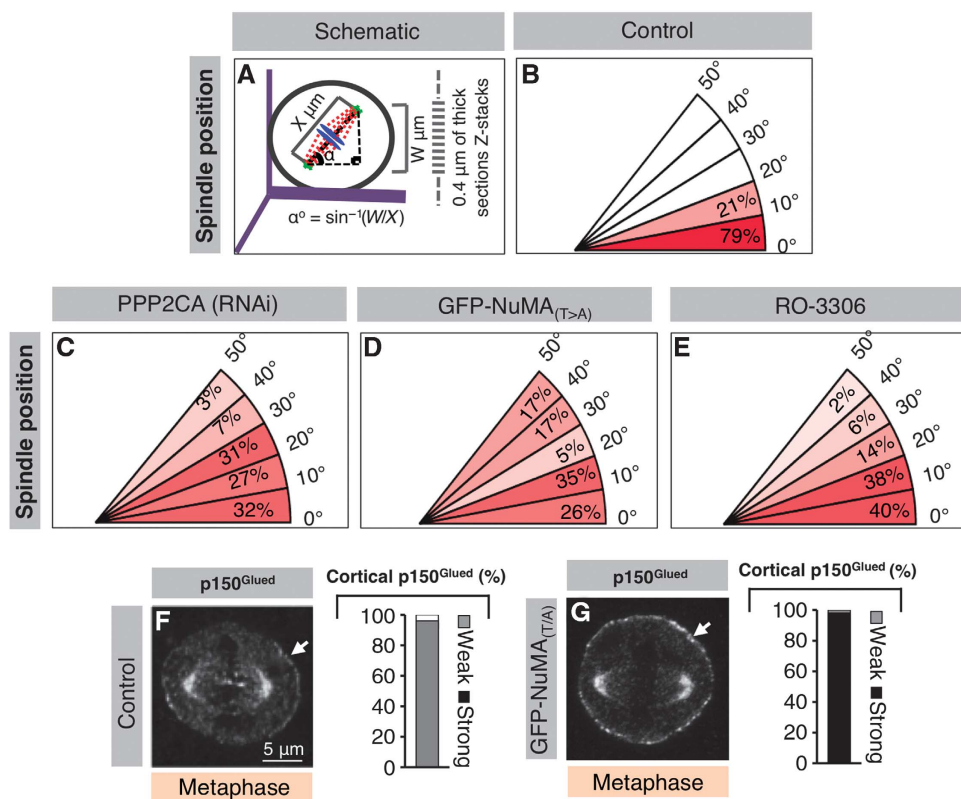 Schematic
Control
Spindle position
A
X µm
α
W µm
0.4 µm of thick
sections Z-stacks
α° = sin⁻¹(W/X)
B
50°
40°
30°
20°
10°
0°
21%
79%
PPP2CA (RNAi)
GFP-NuMA(T>A)
RO-3306
Spindle position
C
50°
40°
30°
20°
10°
0°
3%
7%
31%
27%
32%
D
50°
40°
30°
20°
10°
0°
17%
17%
5%
35%
26%
E
50°
40°
30°
20°
10°
0°
2%
6%
14%
38%
40%
p150Glued
Control
F
5 µm
Metaphase
Cortical p150Glued (%)
100
80
60
40
20
0
Weak
Strong
p150Glued
GFP-NuMA(T/A)
G
Metaphase
Cortical p150Glued (%)
100
80
60
40
20
0
Weak
Strong